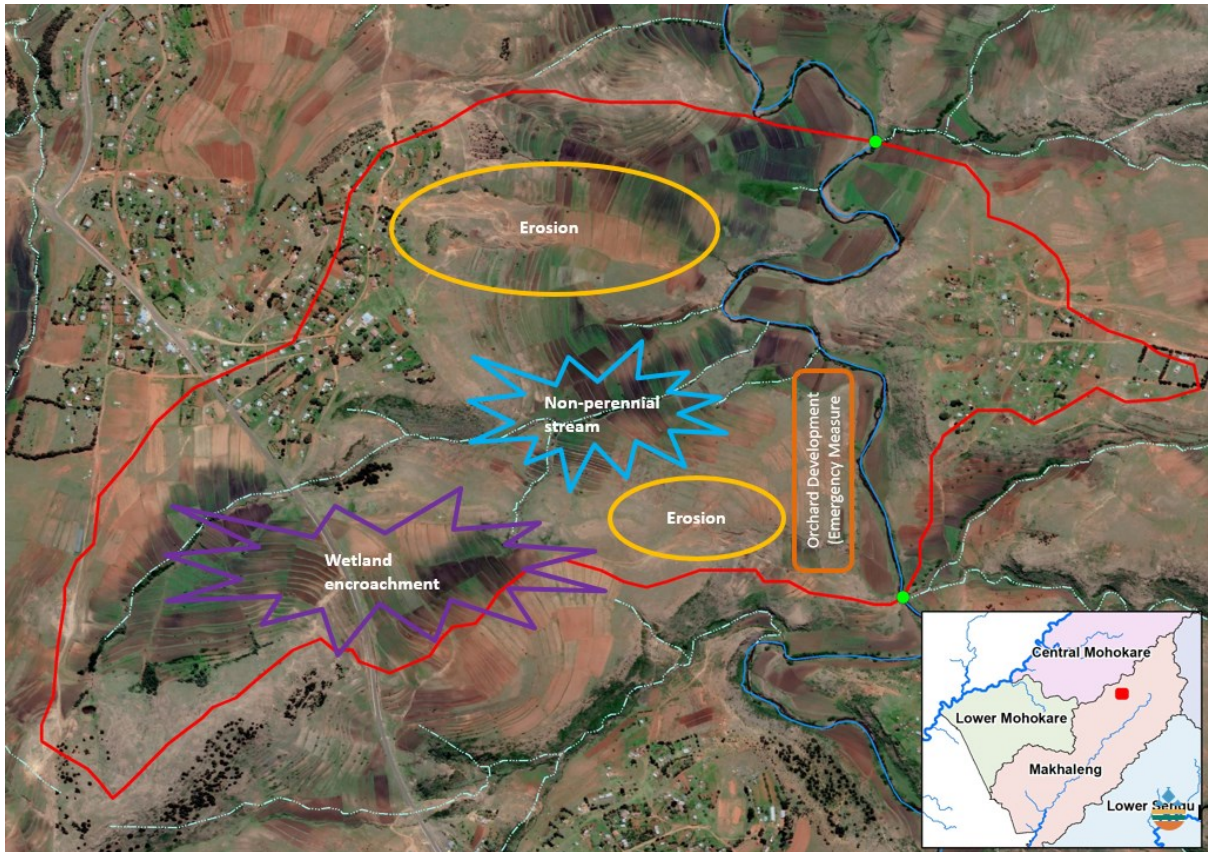 Erosion
Non-perennial
stream
Orchard Development
(Emergency Measure)
Erosion
Wetland
encroachment
Central Mohokare
Lower Mohokare
Makhaleng
Lower Senqu